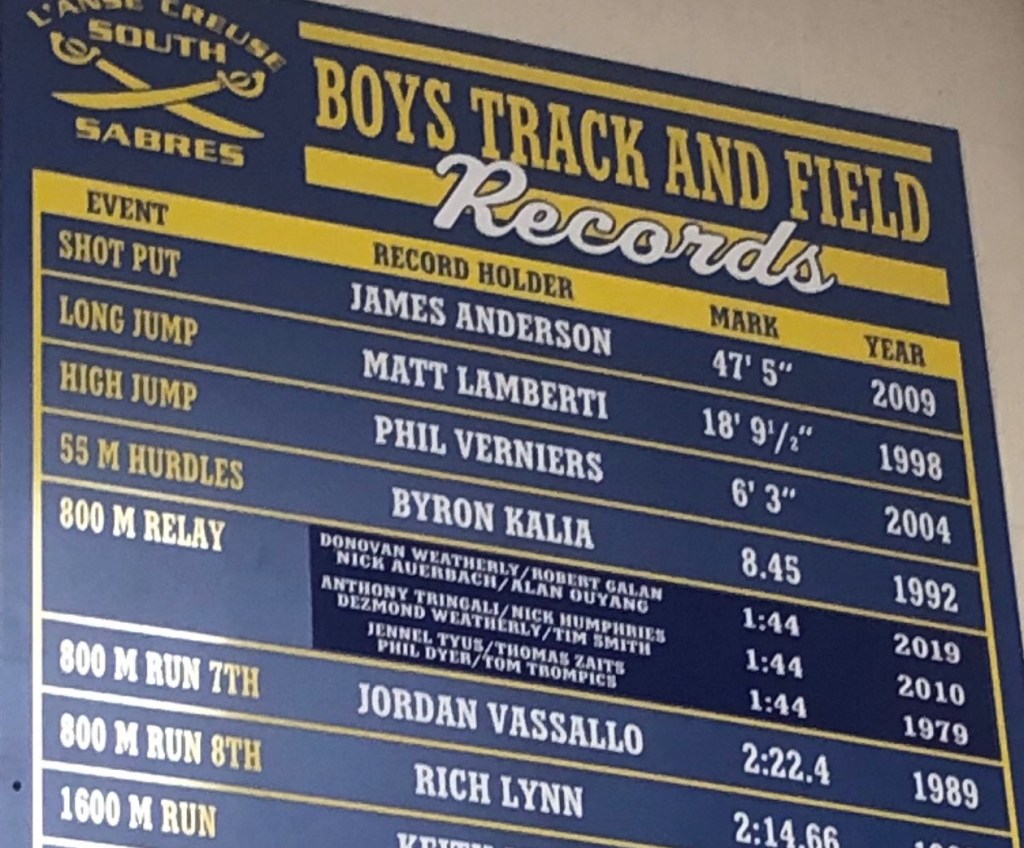 L'ANSE CREUSE
SOUTH
SABRES
BOYS TRACK AND FIELD
Records
EVENT RECORD HOLDER MARK YEAR
SHOT PUT JAMES ANDERSON 47' 5" 2009
LONG JUMP MATT LAMBERTI 18' 9 1/2" 1998
HIGH JUMP PHIL VERNIERS 6' 3" 2004
55 M HURDLES BYRON KALIA 8.45 1992
800 M RELAY
DONOVAN WEATHERLY/ROBERT GALAN
NICK AUERBACH/ALAN OUYANG 1:44 2019
ANTHONY TRINGALI/NICK HUMPHRIES
DEZMOND WEATHERLY/TIM SMITH 1:44 2010
JENNEL TYUS/THOMAS ZAITS
PHIL DYER/TOM TROMPICS 1:44 1979
800 M RUN 7TH JORDAN VASSALLO 2:22.4 1989
800 M RUN 8TH RICH LYNN 2:14.66
1600 M RUN